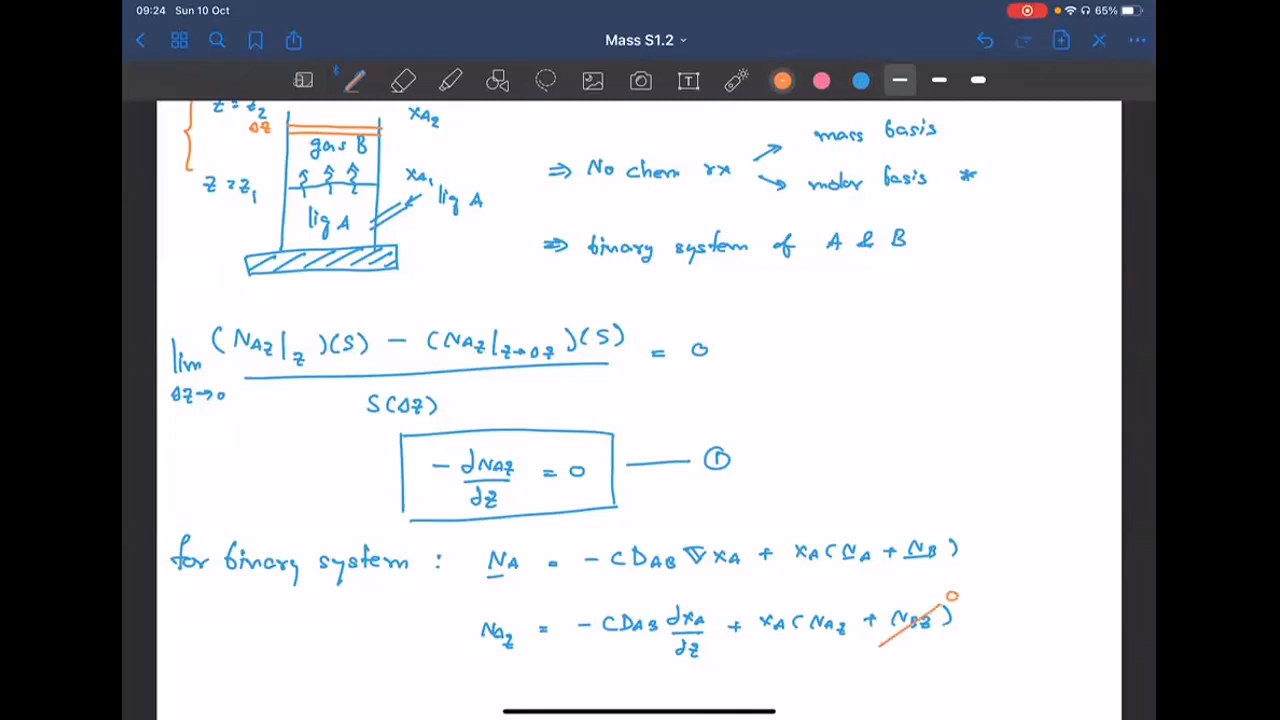 09:24 Sun 10 Oct
65%
Mass S1.2
z = z₂
Δz
xA₂
gas B
z = z₁
xA₁
liq A
liq A
⇒ No chem rx
mass basis
molar basis *
⇒ binary system of A & B
lim Δz→0 (NAz|z)(S) − (NAz|z+Δz)(S) / S(Δz) = 0
− dNAz/dz = 0 —— ①
for binary system : NA = − CDAB ∇xA + xA(NA + NB)
NAz = − CDAB dxA/dz + xA(NAz + NBz) 0